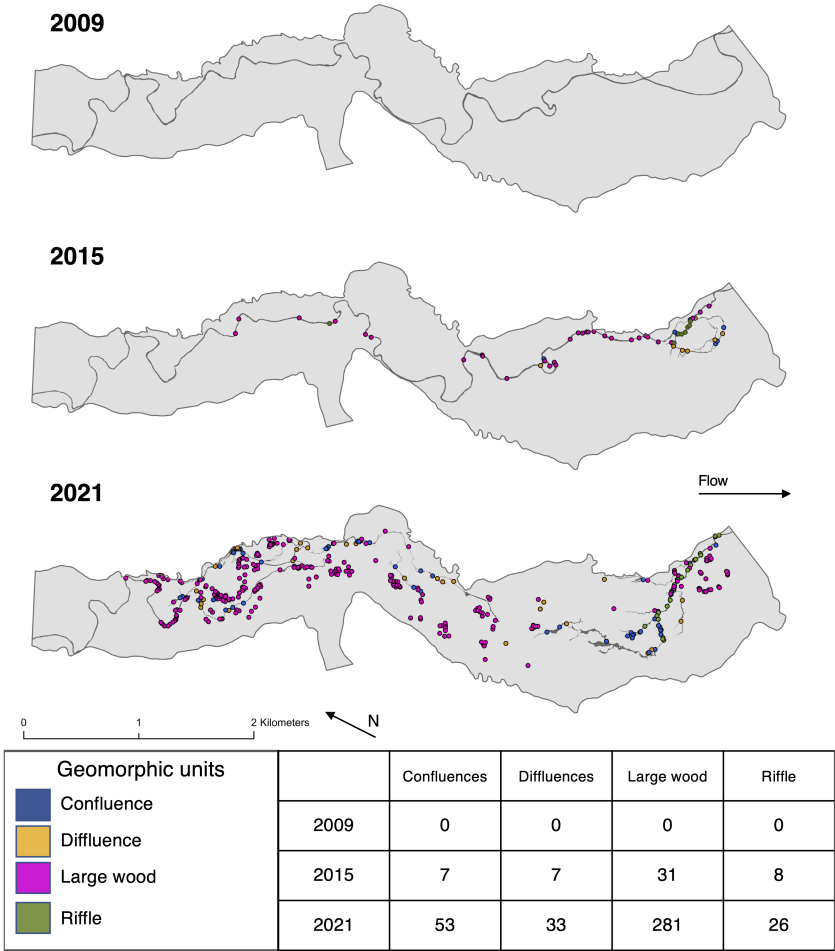 2009
2015
Flow
2021
N
0 1 2 Kilometers
Geomorphic units
Confluence
Diffluence
Large wood
Riffle
Confluences Diffluences Large wood Riffle
2009 0 0 0 0
2015 7 7 31 8
2021 53 33 281 26